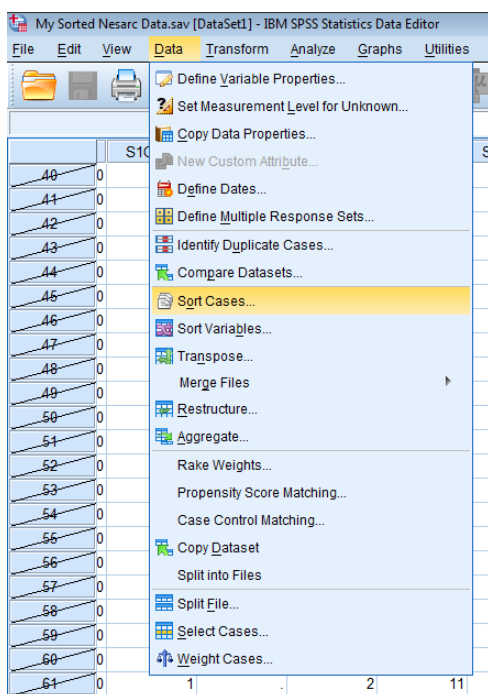 My Sorted Nesarc Data.sav [DataSet1] - IBM SPSS Statistics Data Editor
File Edit View Data Transform Analyze Graphs Utilities
Define Variable Properties...
Set Measurement Level for Unknown...
Copy Data Properties...
S1
New Custom Attribute...
40 0
Define Dates...
41 0
42 0 Define Multiple Response Sets...
43 0 Identify Duplicate Cases...
44 0 Compare Datasets...
45 0 Sort Cases...
46 0 Sort Variables...
47 0
48 0 Transpose...
Merge Files
49 0
50 0 Restructure...
51 0 Aggregate...
52 0 Rake Weights...
53 0 Propensity Score Matching...
54 0 Case Control Matching...
55 0 Copy Dataset
56 0
57 0 Split into Files
58 0 Split File...
59 0 Select Cases...
60 0 Weight Cases...
61 0 1 . 2 11